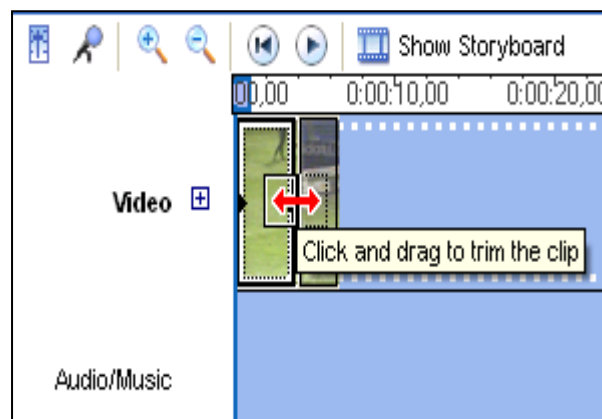 Show Storyboard
00,00 0:00:10,00 0:00:20,00
Video
Click and drag to trim the clip
Audio/Music